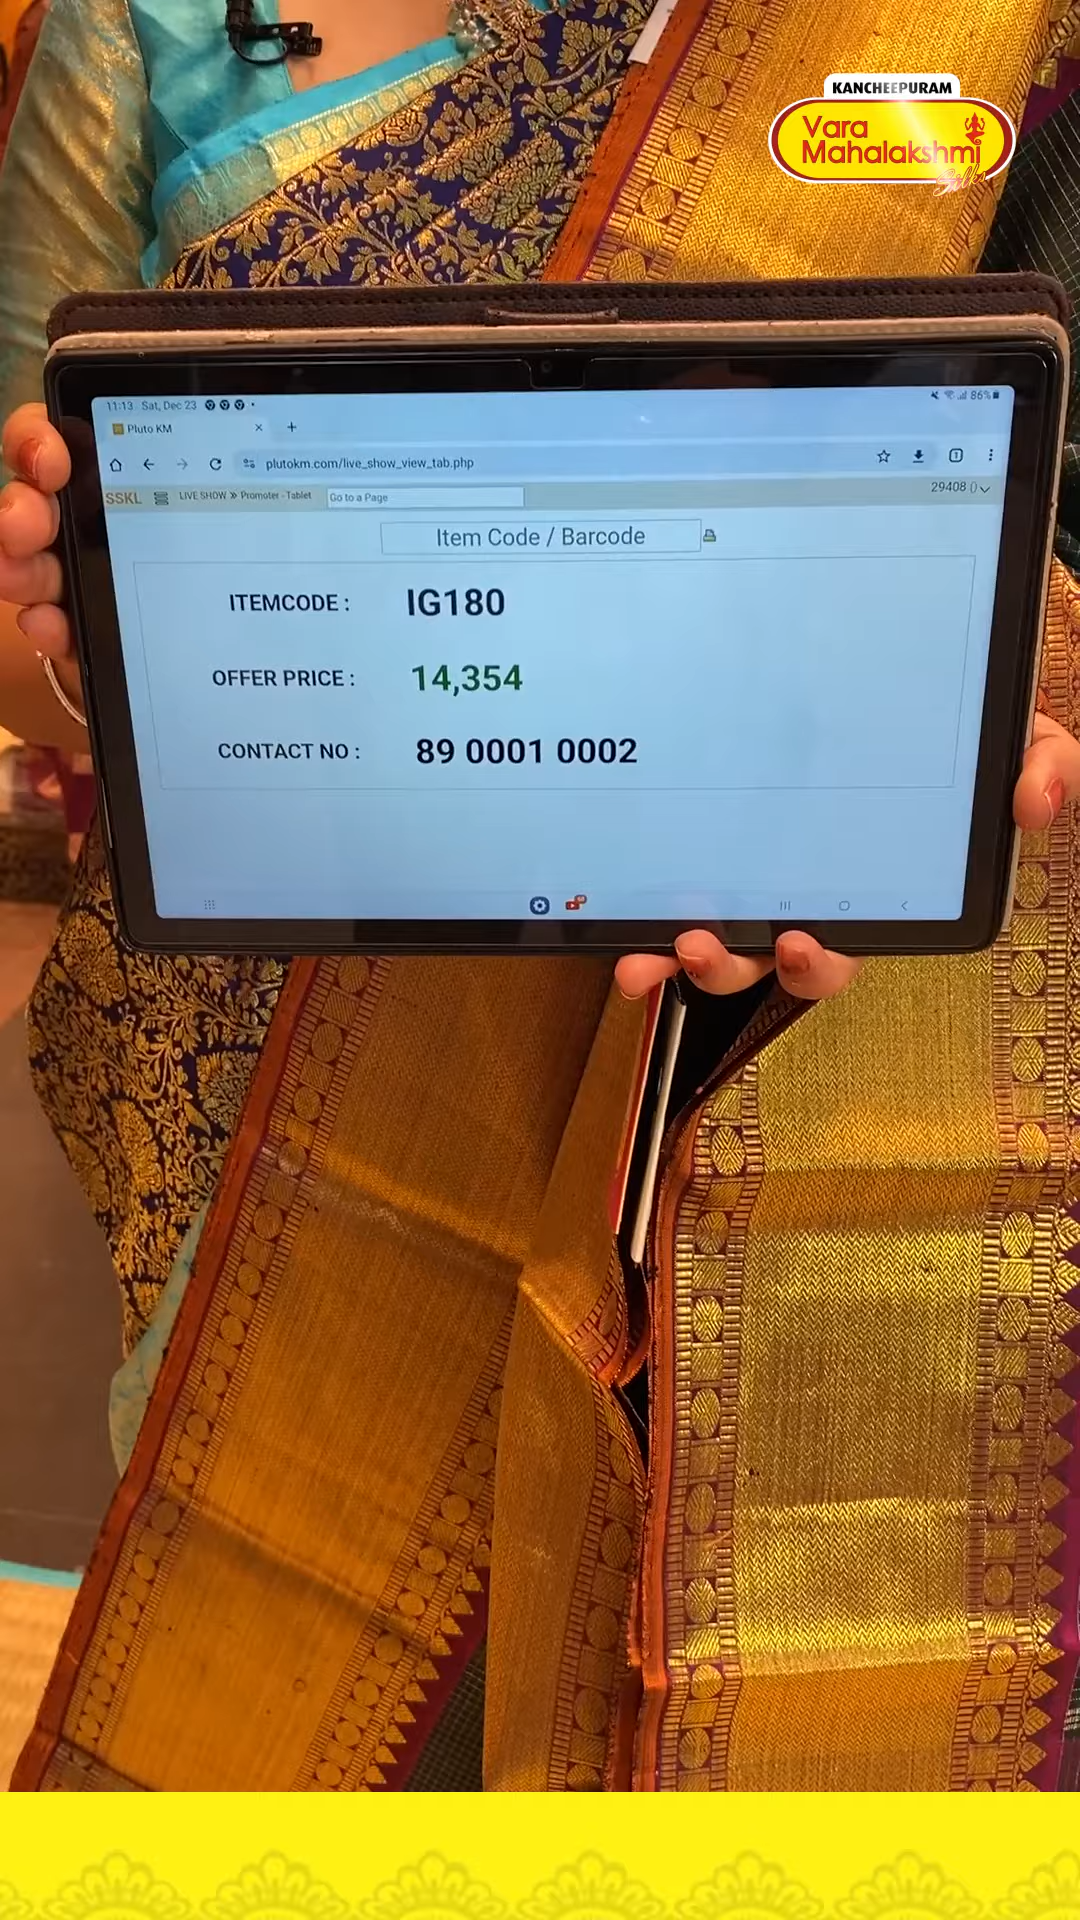 KANCHEEPURAM
Vara
Mahalakshmi
Silks
11:13 Sat, Dec 23
86%
Pluto KM
plutokm.com/live_show_view_tab.php
SSKL
LIVE SHOW » Promoter - Tablet
Go to a Page
29408 ()
Item Code / Barcode
ITEMCODE : IG180
OFFER PRICE : 14,354
CONTACT NO : 89 0001 0002